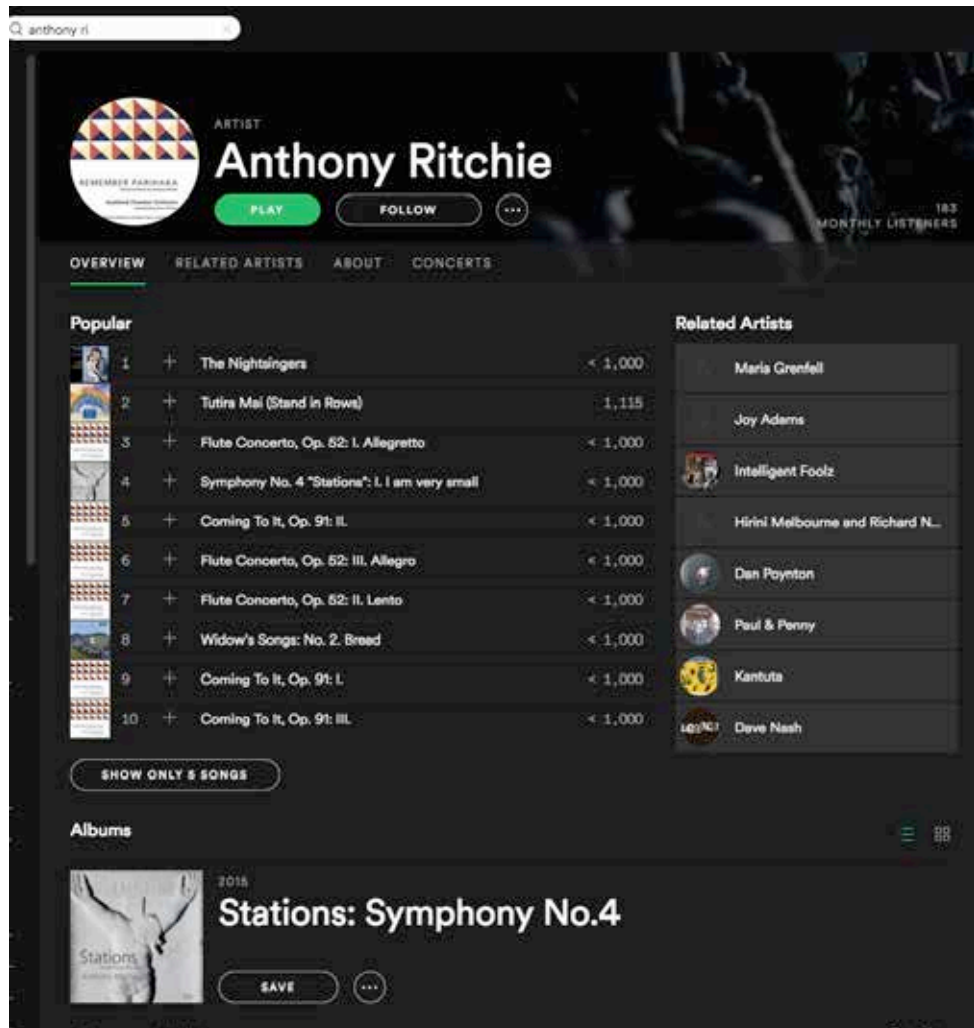 anthony ri
ARTIST
Anthony Ritchie
REMEMBER PARIHAKA
PLAY
FOLLOW
183
MONTHLY LISTENERS
OVERVIEW RELATED ARTISTS ABOUT CONCERTS
Popular
1 + The Nightsingers < 1,000
2 + Tutira Mai (Stand in Rows) 1,115
3 + Flute Concerto, Op. 52: I. Allegretto < 1,000
4 + Symphony No. 4 "Stations": I. I am very small < 1,000
5 + Coming To It, Op. 91: II. < 1,000
6 + Flute Concerto, Op. 52: III. Allegro < 1,000
7 + Flute Concerto, Op. 52: II. Lento < 1,000
8 + Widow's Songs: No. 2. Breed < 1,000
9 + Coming To It, Op. 91: I. < 1,000
10 + Coming To It, Op. 91: III. < 1,000
SHOW ONLY 5 SONGS
Related Artists
Maria Grenfell
Joy Adams
Intelligent Foolz
Hirini Melbourne and Richard N...
Dan Poynton
Paul & Penny
Kantuta
Dave Nash
Albums
2015
Stations: Symphony No.4
Stations
SAVE